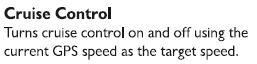 Cruise Control
Turns cruise control on and off using the
current GPS speed as the target speed.